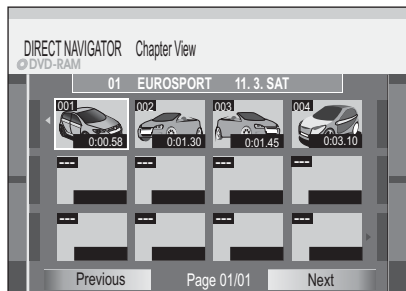 DIRECT NAVIGATOR Chapter View
DVD-RAM
01 EUROSPORT 11. 3. SAT
001 002 003 004
0:00.58 0:01.30 0:01.45 0:03.10
--- --- --- ---
--- --- --- ---
Previous Page 01/01 Next